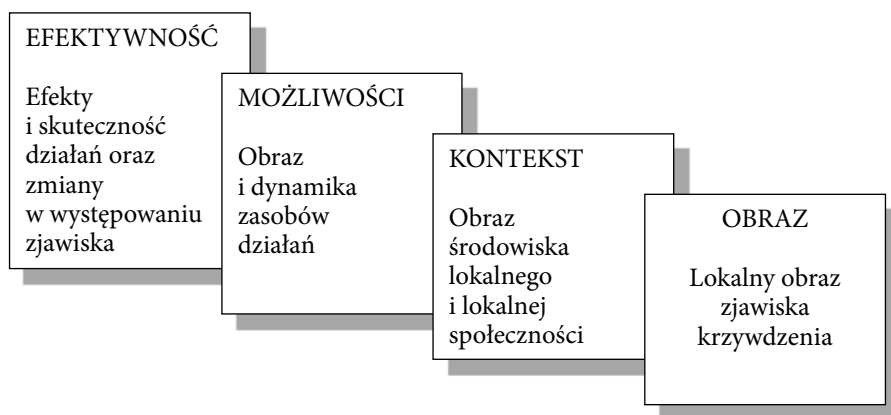 EFEKTYWNOŚĆ
Efekty
i skuteczność
działań oraz
zmiany
w występowaniu
zjawiska
MOŻLIWOŚCI
Obraz
i dynamika
zasobów
działań
KONTEKST
Obraz
środowiska
lokalnego
i lokalnej
społeczności
OBRAZ
Lokalny obraz
zjawiska
krzywdzenia